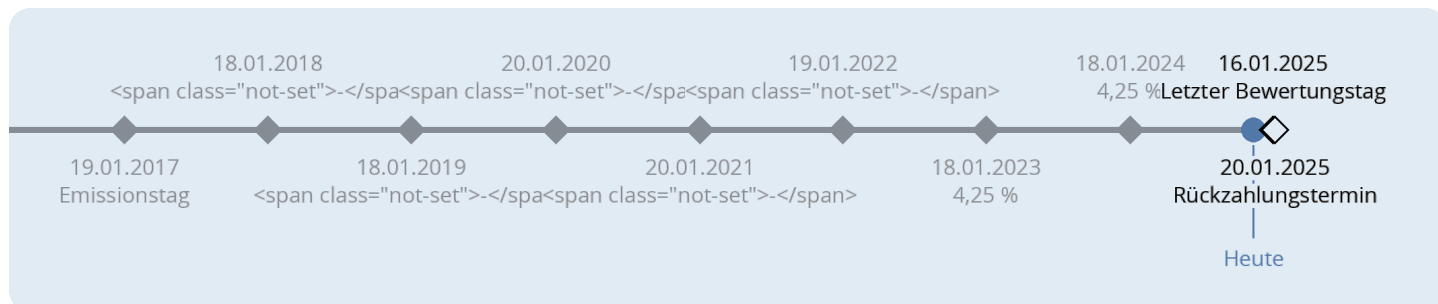 18.01.2018
<span class="not-set">-</spa
20.01.2020
<span class="not-set">-</spa
19.01.2022
<span class="not-set">-</span>
18.01.2024
4,25 %
16.01.2025
Letzter Bewertungstag
19.01.2017
Emissionstag
18.01.2019
<span class="not-set">-</spa
20.01.2021
<span class="not-set">-</span>
18.01.2023
4,25 %
20.01.2025
Rückzahlungstermin
Heute